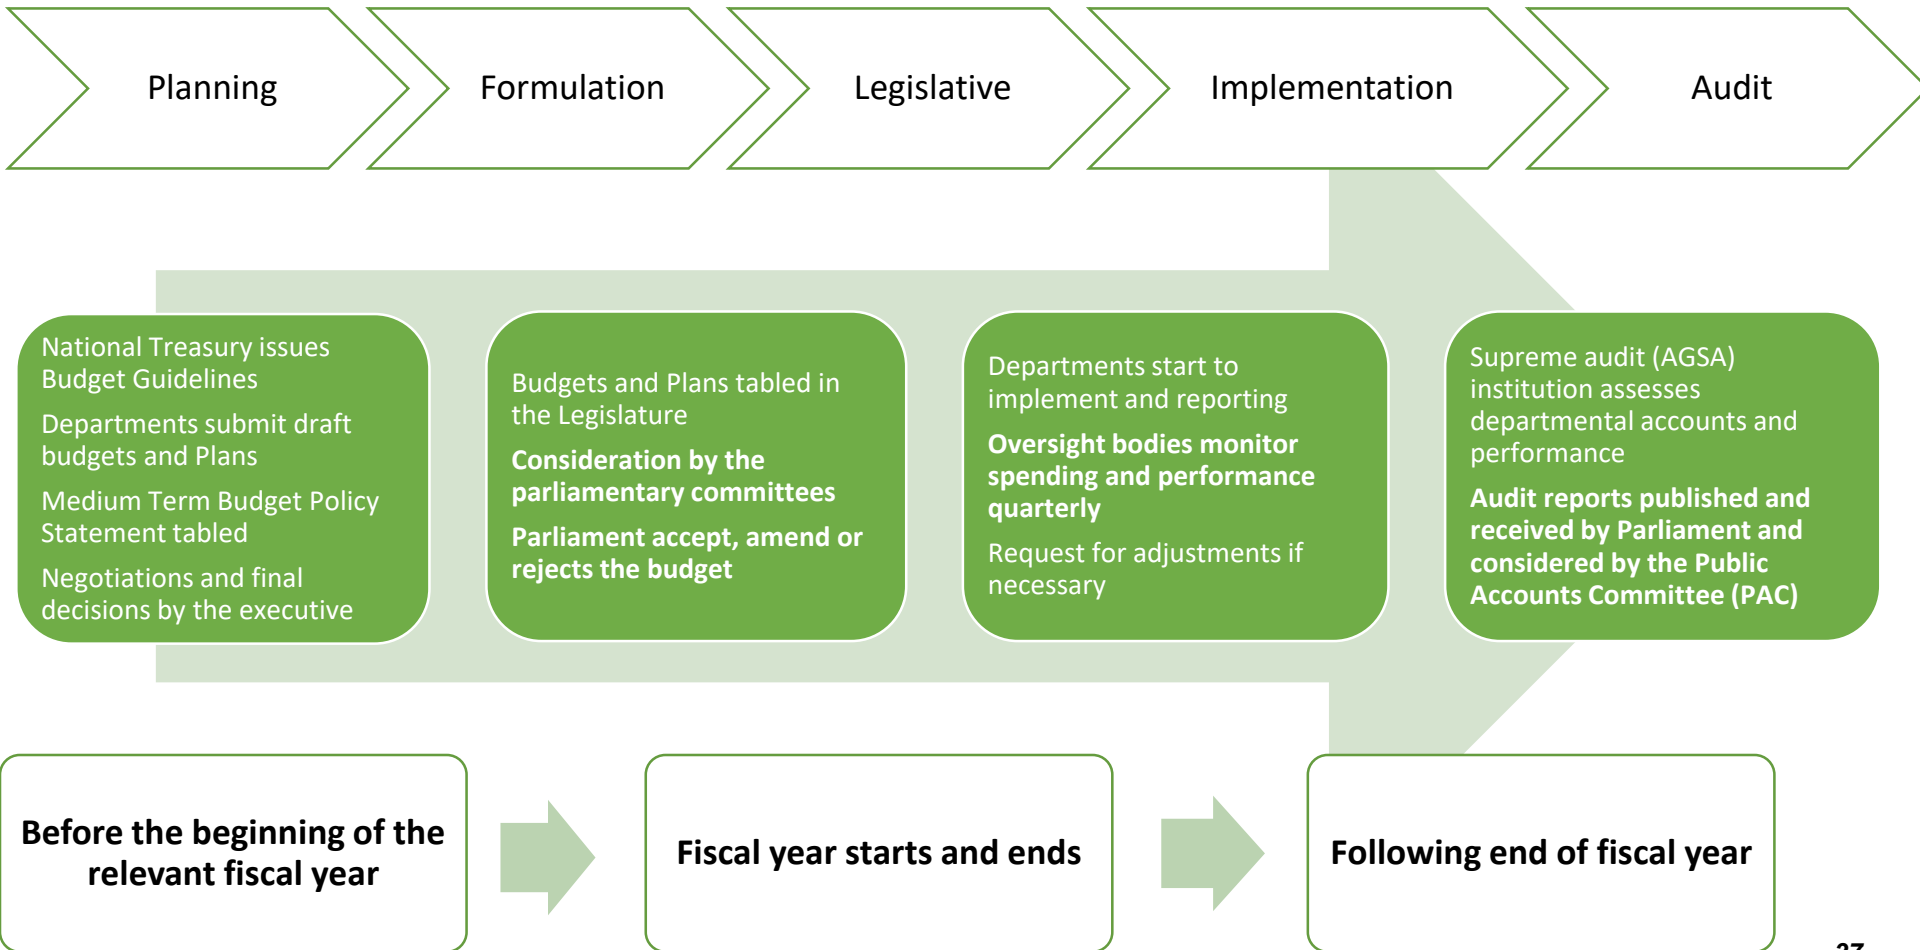 Planning
Formulation
Legislative
Implementation
Audit
National Treasury issues
Budget Guidelines
Departments submit draft
budgets and Plans
Medium Term Budget Policy
Statement tabled
Negotiations and final
decisions by the executive
Budgets and Plans tabled in
the Legislature
Consideration by the
parliamentary committees
Parliament accept, amend or
rejects the budget
Departments start to
implement and reporting
Oversight bodies monitor
spending and performance
quarterly
Request for adjustments if
necessary
Supreme audit (AGSA)
institution assesses
departmental accounts and
performance
Audit reports published and
received by Parliament and
considered by the Public
Accounts Committee (PAC)
Before the beginning of the
relevant fiscal year
Fiscal year starts and ends
Following end of fiscal year